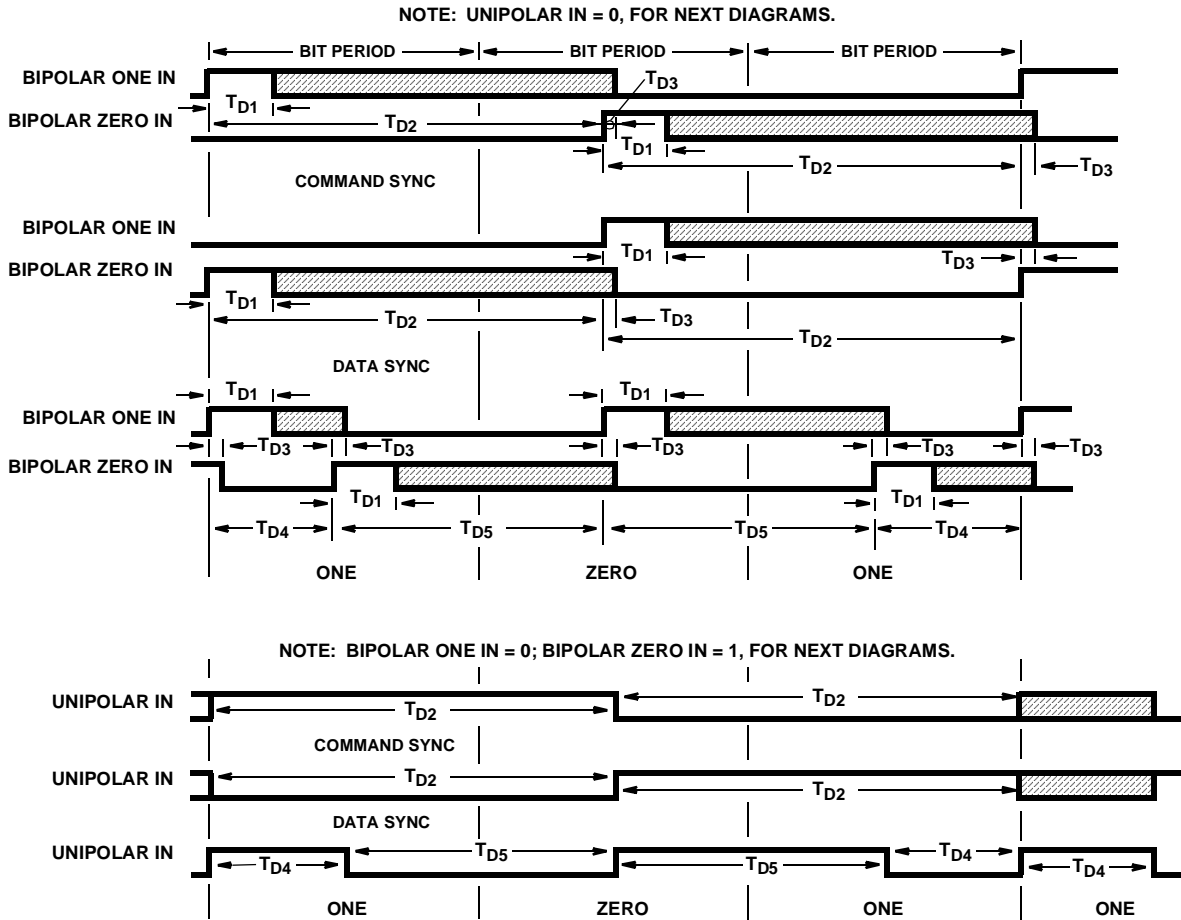 NOTE: UNIPOLAR IN = 0, FOR NEXT DIAGRAMS.
BIT PERIOD BIT PERIOD BIT PERIOD
BIPOLAR ONE IN
TD3
TD1
TD2
BIPOLAR ZERO IN
TD1
TD2
TD3
COMMAND SYNC
BIPOLAR ONE IN
TD1
TD3
BIPOLAR ZERO IN
TD1
TD2
TD3
TD2
DATA SYNC
TD1 TD1
BIPOLAR ONE IN
TD3 TD3 TD3 TD3 TD3
BIPOLAR ZERO IN
TD1 TD1
TD4 TD5 TD5 TD4
ONE ZERO ONE
NOTE: BIPOLAR ONE IN = 0; BIPOLAR ZERO IN = 1, FOR NEXT DIAGRAMS.
UNIPOLAR IN
TD2 TD2
COMMAND SYNC
UNIPOLAR IN
TD2 TD2
DATA SYNC
UNIPOLAR IN
TD4 TD5 TD5 TD4 TD4
ONE ZERO ONE ONE